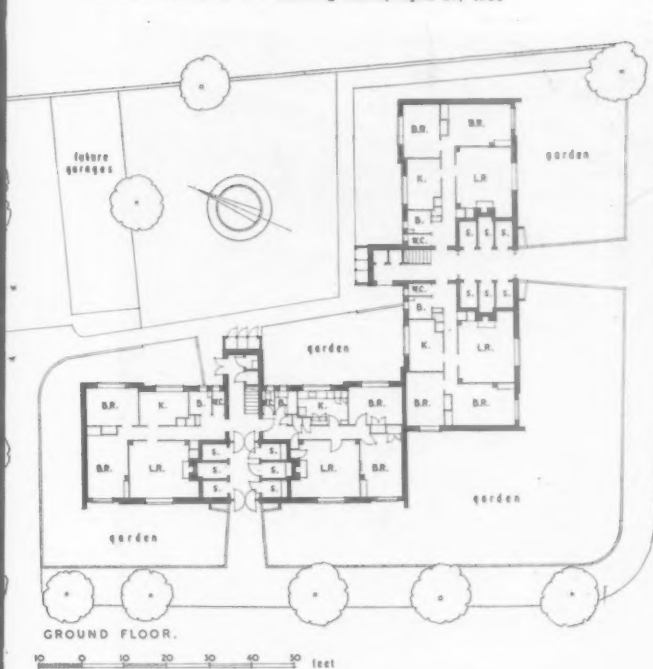 future
garages
B.R.
B.R.
garden
K.
L.R.
B.
W.C.
S.
S.
S.
W.C.
S.
S.
S.
B.
garden
K.
L.R.
B.R.
K.
B.
W.C.
W.C.
B.
K.
B.R.
B.R.
B.R.
S.
S.
B.R.
L.R.
S.
S.
L.R.
B.R.
S.
S.
garden
garden
GROUND FLOOR.
10 0 10 20 30 40 50 feet